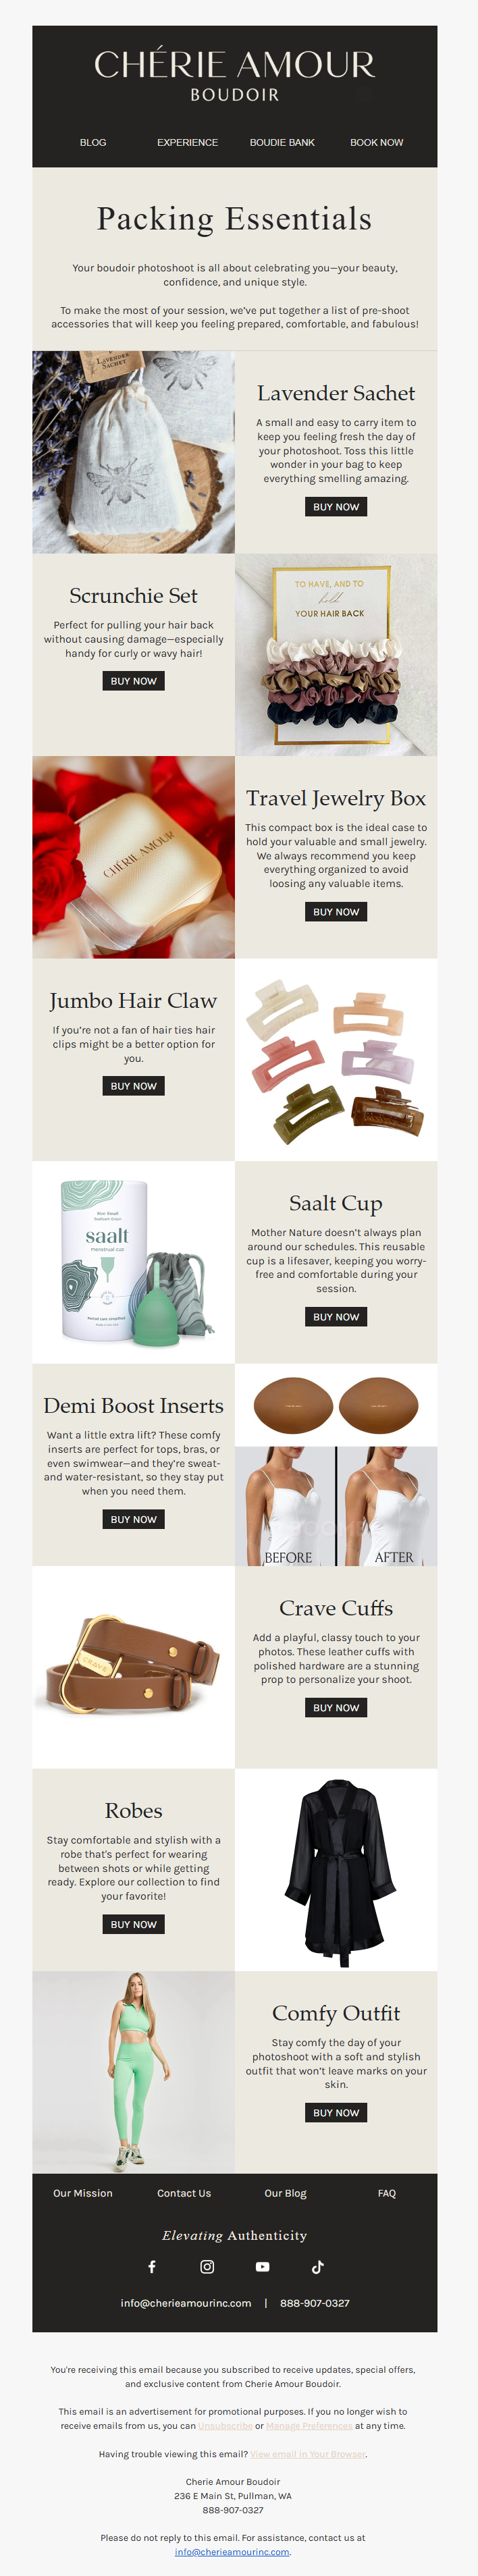 CHÉRIE AMOUR
BOUDOIR
BLOG EXPERIENCE BOUDIE BANK BOOK NOW
Packing Essentials
Your boudoir photoshoot is all about celebrating you—your beauty,
confidence, and unique style.
To make the most of your session, we've put together a list of pre-shoot
accessories that will keep you feeling prepared, comfortable, and fabulous!
LAVENDER
SACHET
Lavender Sachet
A small and easy to carry item to
keep you feeling fresh the day of
your photoshoot. Toss this little
wonder in your bag to keep
everything smelling amazing.
BUY NOW
Scrunchie Set
Perfect for pulling your hair back
without causing damage—especially
handy for curly or wavy hair!
BUY NOW
TO HAVE, AND TO
hold
YOUR HAIR BACK
CHÉRIE AMOUR
Travel Jewelry Box
This compact box is the ideal case to
hold your valuable and small jewelry.
We always recommend you keep
everything organized to avoid
loosing any valuable items.
BUY NOW
Jumbo Hair Claw
If you're not a fan of hair ties hair
clips might be a better option for
you.
BUY NOW
saalt
menstrual cup
Saalt Cup
Mother Nature doesn't always plan
around our schedules. This reusable
cup is a lifesaver, keeping you worry-
free and comfortable during your
session.
BUY NOW
Demi Boost Inserts
Want a little extra lift? These comfy
inserts are perfect for tops, bras, or
even swimwear—and they're sweat-
and water-resistant, so they stay put
when you need them.
BUY NOW
BEFORE AFTER
CRAVE
Crave Cuffs
Add a playful, classy touch to your
photos. These leather cuffs with
polished hardware are a stunning
prop to personalize your shoot.
BUY NOW
Robes
Stay comfortable and stylish with a
robe that's perfect for wearing
between shots or while getting
ready. Explore our collection to find
your favorite!
BUY NOW
Comfy Outfit
Stay comfy the day of your
photoshoot with a soft and stylish
outfit that won't leave marks on your
skin.
BUY NOW
Our Mission Contact Us Our Blog FAQ
Elevating Authenticity
info@cherieamourinc.com | 888-907-0327
You're receiving this email because you subscribed to receive updates, special offers,
and exclusive content from Cherie Amour Boudoir.
This email is an advertisement for promotional purposes. If you no longer wish to
receive emails from us, you can Unsubscribe or Manage Preferences at any time.
Having trouble viewing this email? View email in Your Browser.
Cherie Amour Boudoir
236 E Main St, Pullman, WA
888-907-0327
Please do not reply to this email. For assistance, contact us at
info@cherieamourinc.com.